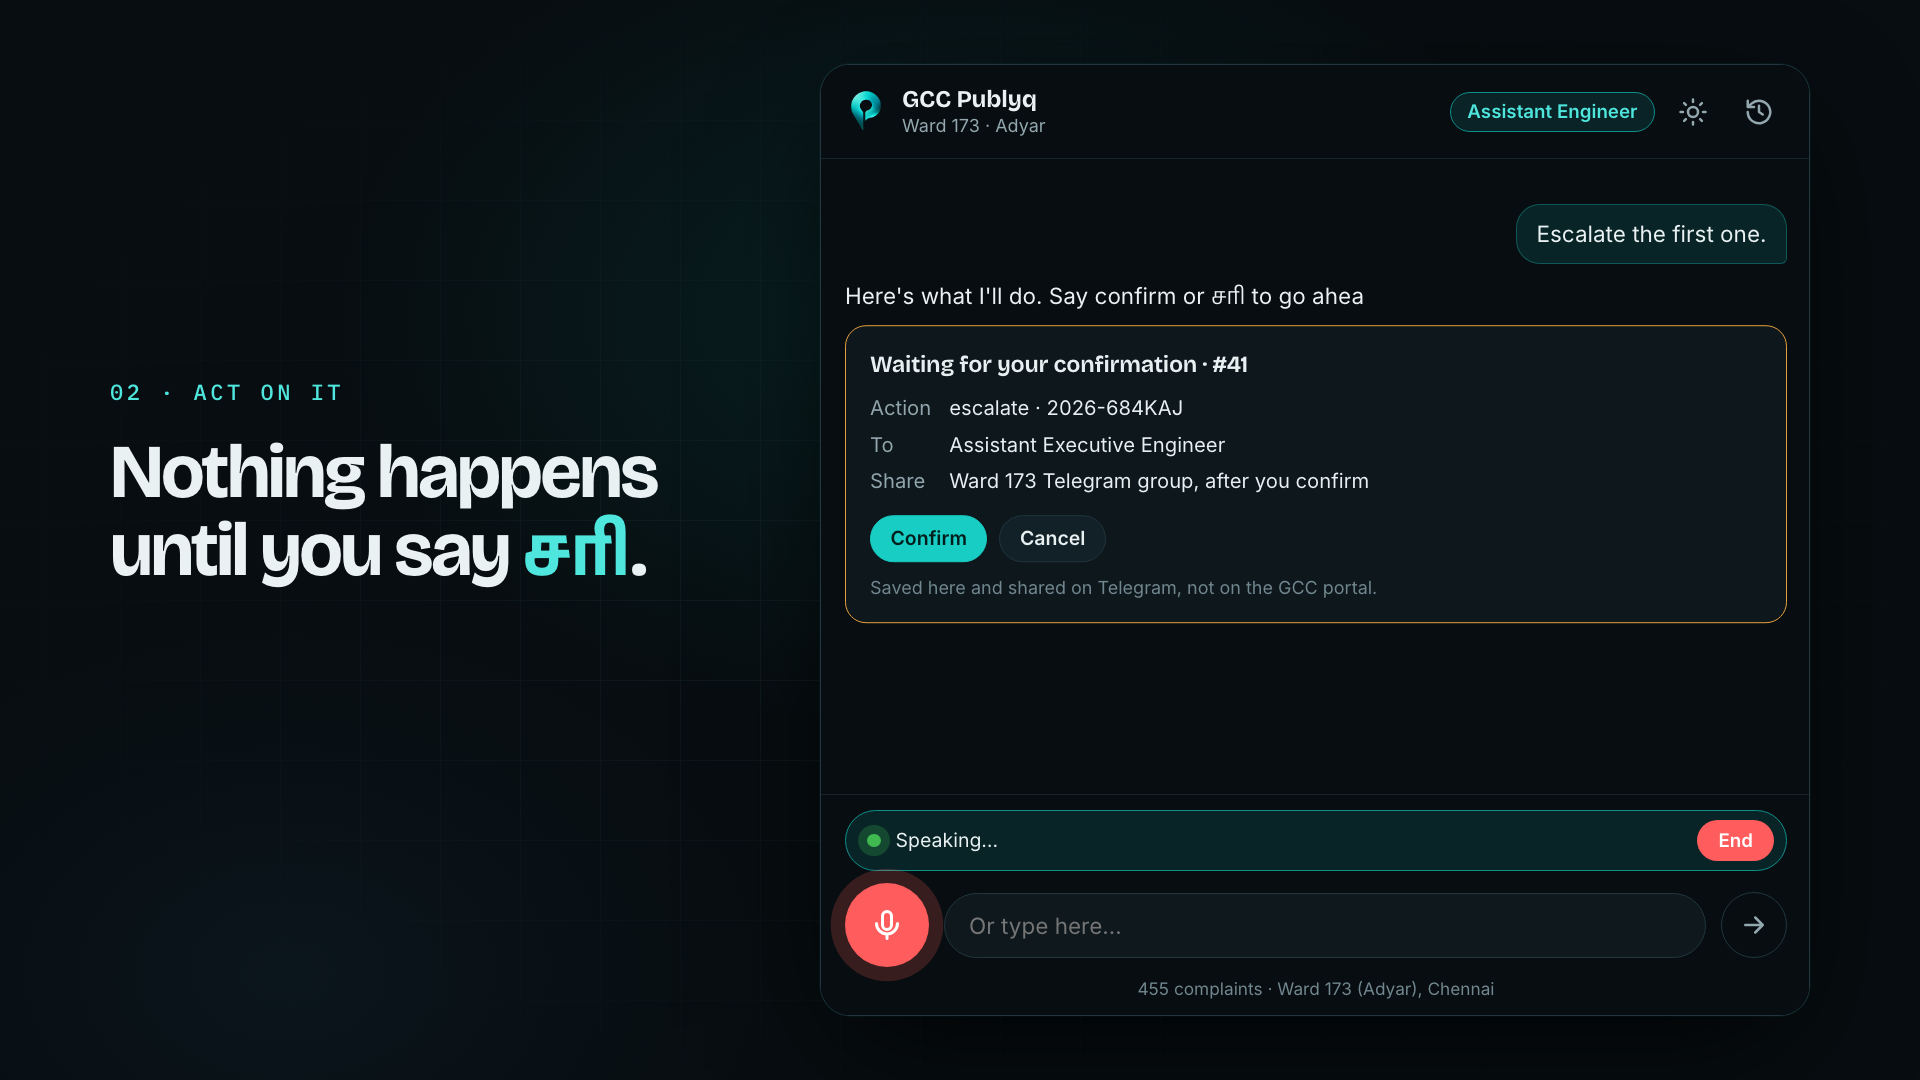 02 · ACT ON IT
Nothing happens
until you say சரி.
GCC Publyq
Ward 173 · Adyar
Assistant Engineer
Escalate the first one.
Here's what I'll do. Say confirm or சரி to go ahea
Waiting for your confirmation · #41
Action escalate · 2026-684KAJ
To Assistant Executive Engineer
Share Ward 173 Telegram group, after you confirm
Confirm Cancel
Saved here and shared on Telegram, not on the GCC portal.
Speaking...
End
Or type here...
455 complaints · Ward 173 (Adyar), Chennai